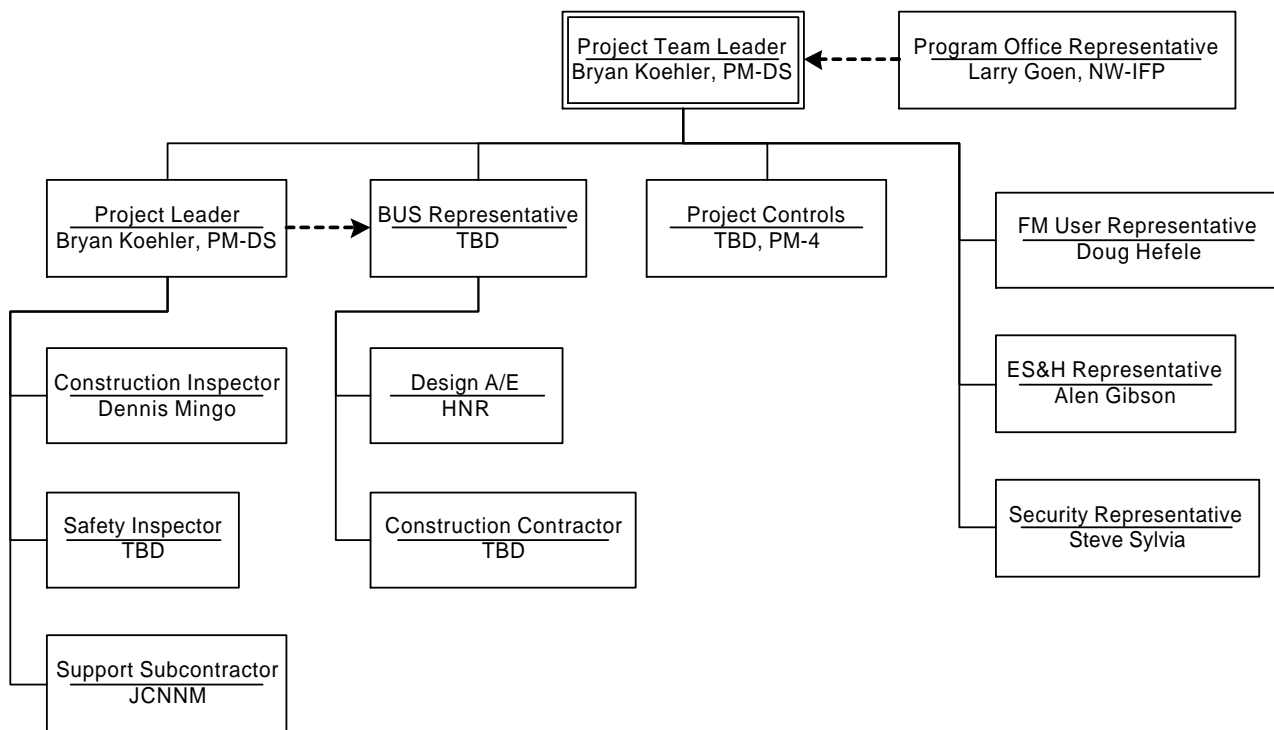 Project Team Leader
Bryan Koehler, PM-DS
Program Office Representative
Larry Goen, NW-IFP
Project Leader
Bryan Koehler, PM-DS
BUS Representative
TBD
Project Controls
TBD, PM-4
FM User Representative
Doug Hefele
Construction Inspector
Dennis Mingo
Design A/E
HNR
ES&H Representative
Alen Gibson
Safety Inspector
TBD
Construction Contractor
TBD
Security Representative
Steve Sylvia
Support Subcontractor
JCNNM